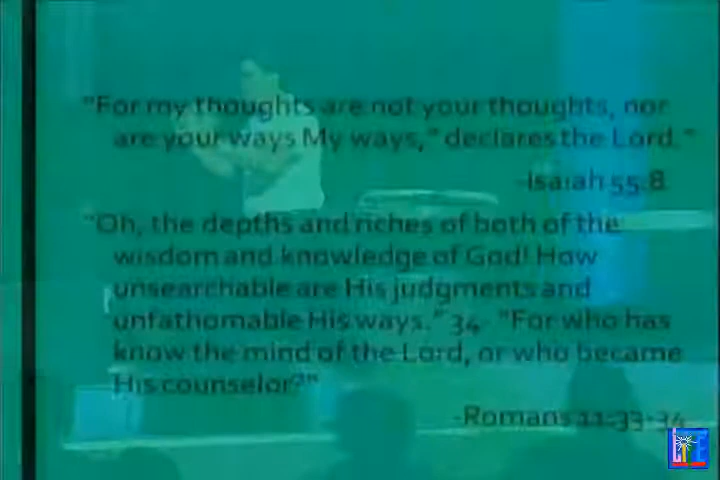 "For my thoughts are not your thoughts, nor
are your ways My ways," declares the Lord."
-Isaiah 55:8
"Oh, the depths and riches of both of the
wisdom and knowledge of God! How
unsearchable are His judgments and
unfathomable His ways." 34 "For who has
know the mind of the Lord, or who became
His counselor?"
-Romans 11:33-34
LIFE